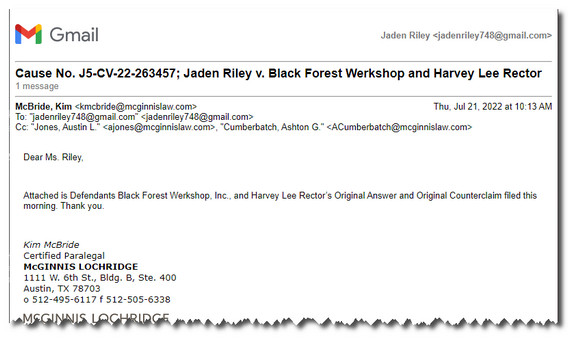 Gmail
Jaden Riley <jadenriley748@gmail.com>
Cause No. J5-CV-22-263457; Jaden Riley v. Black Forest Werkshop and Harvey Lee Rector
1 message
McBride, Kim <kmcbride@mcginnislaw.com> Thu, Jul 21, 2022 at 10:13 AM
To: "jadenriley748@gmail.com" <jadenriley748@gmail.com>
Cc: "Jones, Austin L." <ajones@mcginnislaw.com>, "Cumberbatch, Ashton G." <ACumberbatch@mcginnislaw.com>
Dear Ms. Riley,
Attached is Defendants Black Forest Werkshop, Inc., and Harvey Lee Rector's Original Answer and Original Counterclaim filed this
morning. Thank you.
Kim McBride
Certified Paralegal
McGINNIS LOCHRIDGE
1111 W. 6th St., Bldg. B, Ste. 400
Austin, TX 78703
o 512-495-6117 f 512-505-6338
McGINNIS LOCHRIDGE